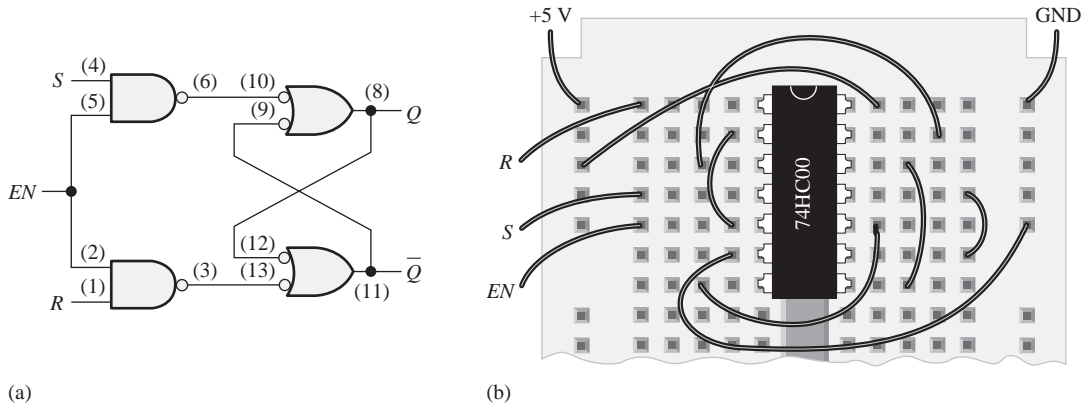 S
(4)
(5)
(6)
(10)
(9)
(8)
Q
EN
(2)
(1)
R
(3)
(12)
(13)
(11)
Q̅
(a)
+5 V
GND
R
S
EN
74HC00
(b)